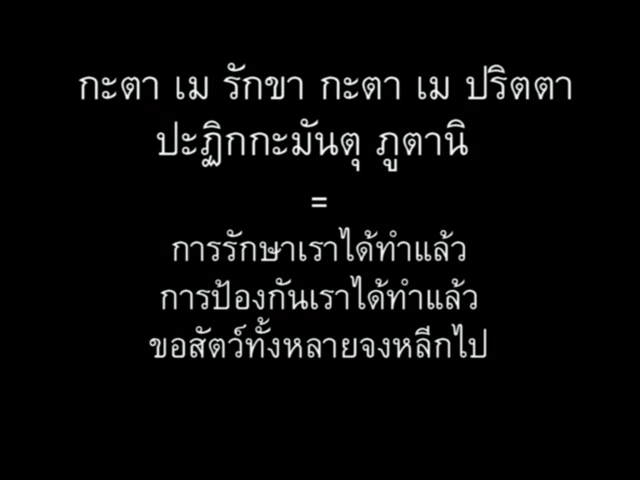 กะตา เม รักขา กะตา เม ปริตตา
ปะฏิกกะมันตุ ภูตานิ
=
การรักษาเราได้ทำแล้ว
การป้องกันเราได้ทำแล้ว
ขอสัตว์ทั้งหลายจงหลีกไป